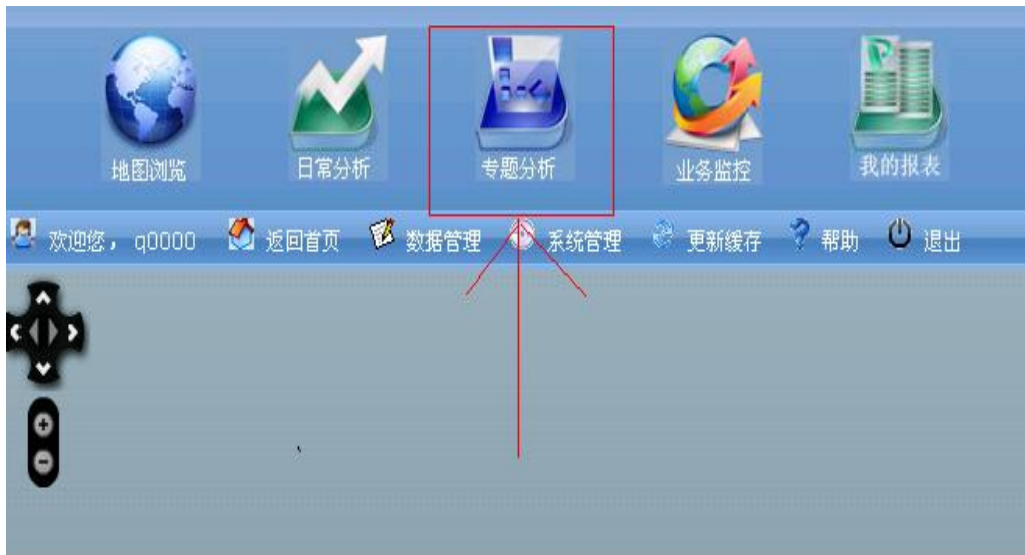 地图浏览 日常分析 专题分析 业务监控 我的报表
欢迎您， q0000 返回首页 数据管理 系统管理 更新缓存 帮助 退出